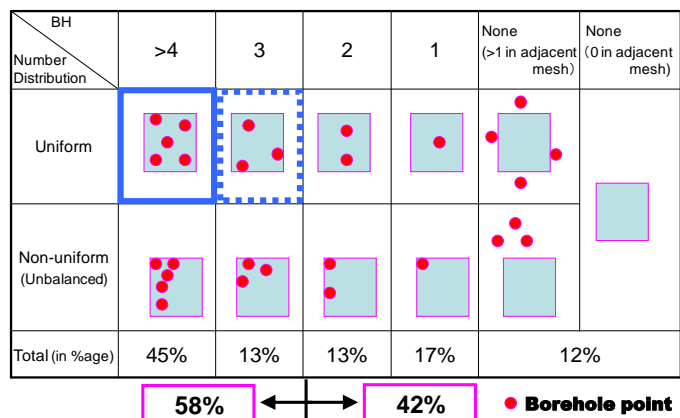 BH
Number
Distribution
>4
3
2
1
None
(>1 in adjacent
mesh)
None
(0 in adjacent
mesh)
Uniform
Non-uniform
(Unbalanced)
Total (in %age)
45%
13%
13%
17%
12%
58%
42%
Borehole point